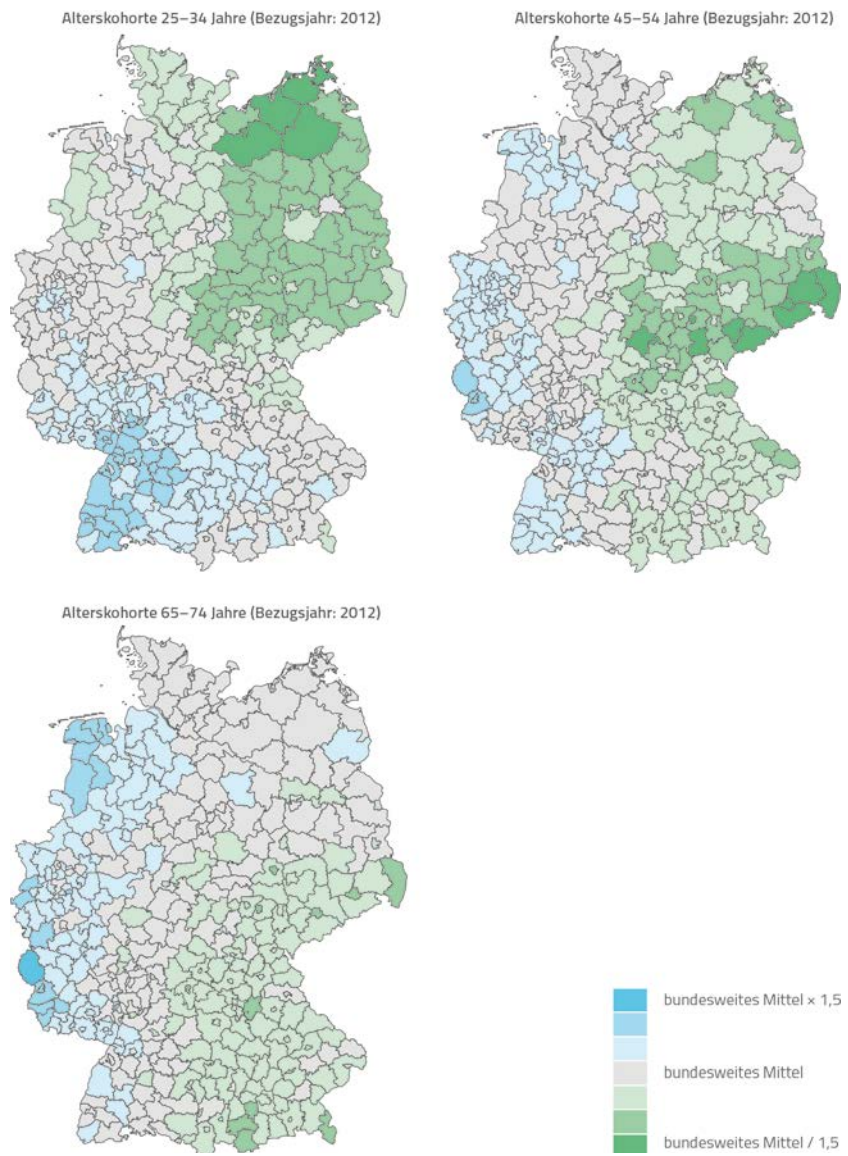 Alterskohorte 25–34 Jahre (Bezugsjahr: 2012)
Alterskohorte 45–54 Jahre (Bezugsjahr: 2012)
Alterskohorte 65–74 Jahre (Bezugsjahr: 2012)
bundesweites Mittel × 1,5
bundesweites Mittel
bundesweites Mittel / 1,5